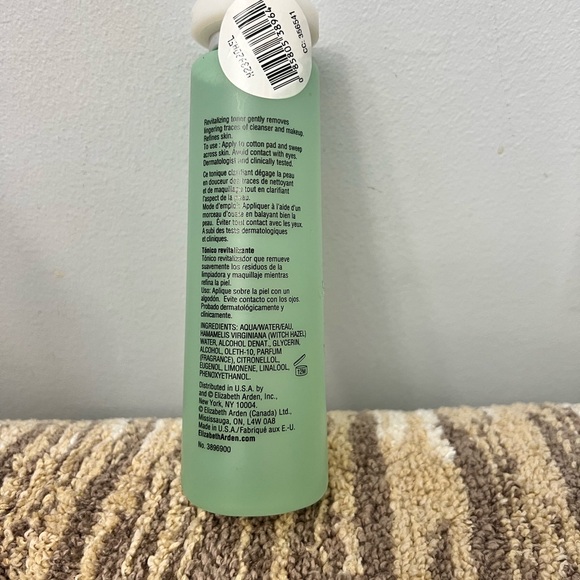 CC: 356541
0 85805 38964
Revitalizing toner gently removes
lingering traces of cleanser and makeup.
Refines skin.
To use : Apply to cotton pad and sweep
across skin. Avoid contact with eyes.
Dermatologist and clinically tested.
Ce tonique clarifiant dégage la peau
en douceur des traces de nettoyant
et de maquillage tout en clarifiant
l'aspect de la peau.
Mode d'emploi : Appliquer à l'aide d'un
morceau d'ouate en balayant bien la
peau. Éviter tout contact avec les yeux.
A subi des tests dermatologiques
et cliniques.
Tónico revitalizante
Tónico revitalizador que remueve
suavemente los residuos de la
limpiadora y maquillaje mientras
refina la piel.
Uso: Aplique sobre la piel con un
algodón. Evite contacto con los ojos.
Probado dermatológicamente y
clínicamente.
INGREDIENTS: AQUA/WATER/EAU,
HAMAMELIS VIRGINIANA (WITCH HAZEL)
WATER, ALCOHOL DENAT., GLYCERIN,
ALCOHOL, OLETH-10, PARFUM
(FRAGRANCE), CITRONELLOL,
EUGENOL, LIMONENE, LINALOOL,
PHENOXYETHANOL.
12M
Distributed in U.S.A. by
and © Elizabeth Arden, Inc.,
New York, NY 10004.
© Elizabeth Arden (Canada) Ltd.,
Mississauga, ON, L4W 0A8
Made in U.S.A./Fabriqué aux É.-U.
ElizabethArden.com
No. 3896900